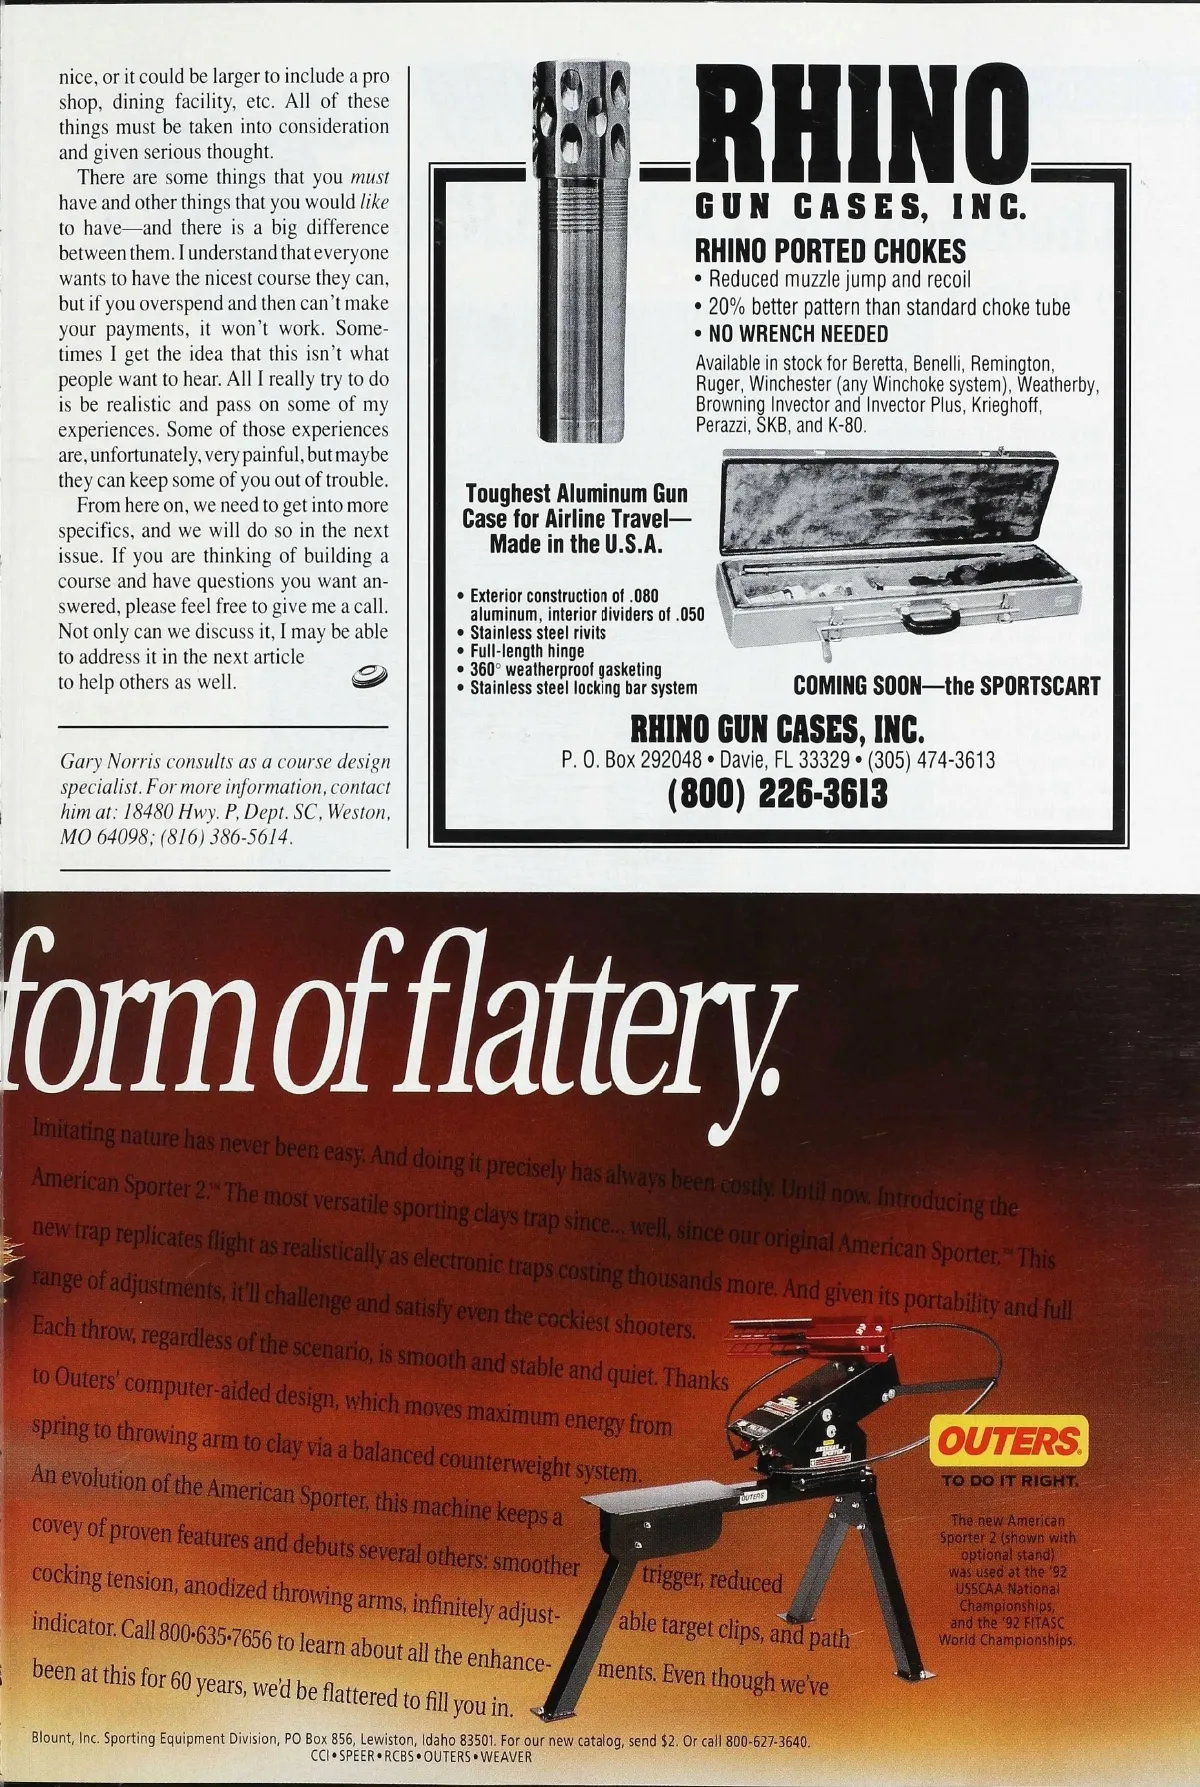 nice, or it could be larger to include a pro
shop, dining facility, etc. All of these
things must be taken into consideration
and given serious thought.
There are some things that you must
have and other things that you would like
to have—and there is a big difference
between them. I understand that everyone
wants to have the nicest course they can,
but if you overspend and then can't make
your payments, it won't work. Some-
times I get the idea that this isn't what
people want to hear. All I really try to do
is be realistic and pass on some of my
experiences. Some of those experiences
are, unfortunately, very painful, but maybe
they can keep some of you out of trouble.
From here on, we need to get into more
specifics, and we will do so in the next
issue. If you are thinking of building a
course and have questions you want an-
swered, please feel free to give me a call.
Not only can we discuss it, I may be able
to address it in the next article
to help others as well.
Gary Norris consults as a course design
specialist. For more information, contact
him at: 18480 Hwy. P, Dept. SC, Weston,
MO 64098; (816) 386-5614.
RHINO
GUN CASES, INC.
RHINO PORTED CHOKES
• Reduced muzzle jump and recoil
• 20% better pattern than standard choke tube
• NO WRENCH NEEDED
Available in stock for Beretta, Benelli, Remington,
Ruger, Winchester (any Winchoke system), Weatherby,
Browning Invector and Invector Plus, Krieghoff,
Perazzi, SKB, and K-80.
Toughest Aluminum Gun
Case for Airline Travel—
Made in the U.S.A.
• Exterior construction of .080
aluminum, interior dividers of .050
• Stainless steel rivits
• Full-length hinge
• 360° weatherproof gasketing
• Stainless steel locking bar system
COMING SOON—the SPORTSCART
RHINO GUN CASES, INC.
P. O. Box 292048 • Davie, FL 33329 • (305) 474-3613
(800) 226-3613
form of flattery.
Imitating nature has never been easy. And doing it precisely has always been costly. Until now. Introducing the
American Sporter 2.™ The most versatile sporting clays trap since... well, since our original American Sporter.™ This
new trap replicates flight as realistically as electronic traps costing thousands more. And given its portability and full
range of adjustments, it'll challenge and satisfy even the cockiest shooters.
Each throw, regardless of the scenario, is smooth and stable and quiet. Thanks
to Outers' computer-aided design, which moves maximum energy from
spring to throwing arm to clay via a balanced counterweight system.
An evolution of the American Sporter, this machine keeps a
covey of proven features and debuts several others: smoother trigger, reduced
cocking tension, anodized throwing arms, infinitely adjust- able target clips, and path
indicator. Call 800•635•7656 to learn about all the enhance- ments. Even though we've
been at this for 60 years, we'd be flattered to fill you in.
OUTERS
OUTERS®
TO DO IT RIGHT.
The new American
Sporter 2 (shown with
optional stand)
was used at the '92
USSCAA National
Championships,
and the '92 FITASC
World Championships.
Blount, Inc. Sporting Equipment Division, PO Box 856, Lewiston, Idaho 83501. For our new catalog, send $2. Or call 800-627-3640.
CCI•SPEER•RCBS•OUTERS•WEAVER